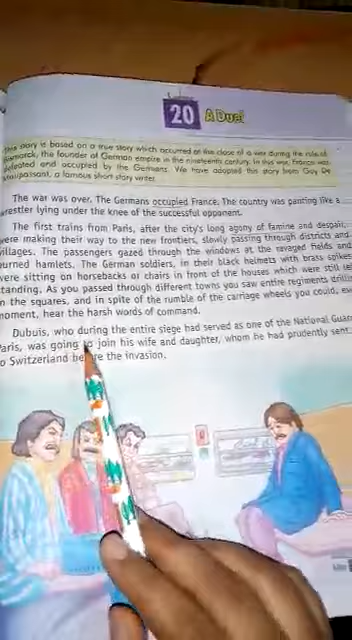 Lesson
20 A Duel
This story is based on a true story which occurred at the close of a war during the rule of
Bismarck, the founder of German empire in the nineteenth century. In this war, France was
defeated and occupied by the Germans. We have adopted this story from Guy De
Maupassant, a famous short story writer.
The war was over. The Germans occupied France. The country was panting like a
wrestler lying under the knee of the successful opponent.
The first trains from Paris, after the city's long agony of famine and despair,
were making their way to the new frontiers, slowly passing through districts and
villages. The passengers gazed through the windows at the ravaged fields and
burned hamlets. The German soldiers, in their black helmets with brass spikes
were sitting on horsebacks or chairs in front of the houses which were still left
standing. As you passed through different towns you saw entire regiments drilling
in the squares, and in spite of the rumble of the carriage wheels you could, every
moment, hear the harsh words of command.
Dubuis, who during the entire siege had served as one of the National Guard
Paris, was going to join his wife and daughter, whom he had prudently sent
to Switzerland before the invasion.